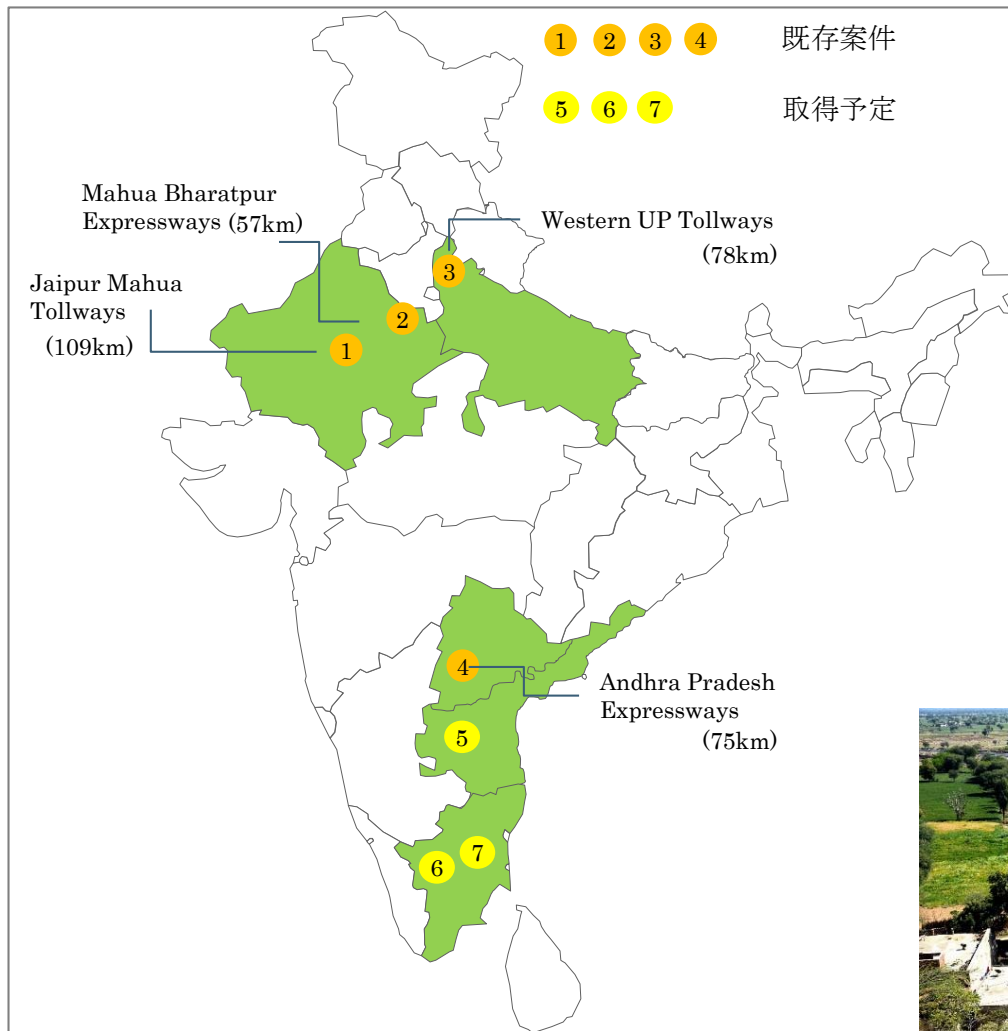 1 2 3 4 既存案件
5 6 7 取得予定
Mahua Bharatpur
Expressways (57km)
Western UP Tollways
(78km)
Jaipur Mahua
Tollways
(109km)
3
2
1
4
Andhra Pradesh
Expressways
(75km)
5
7
6